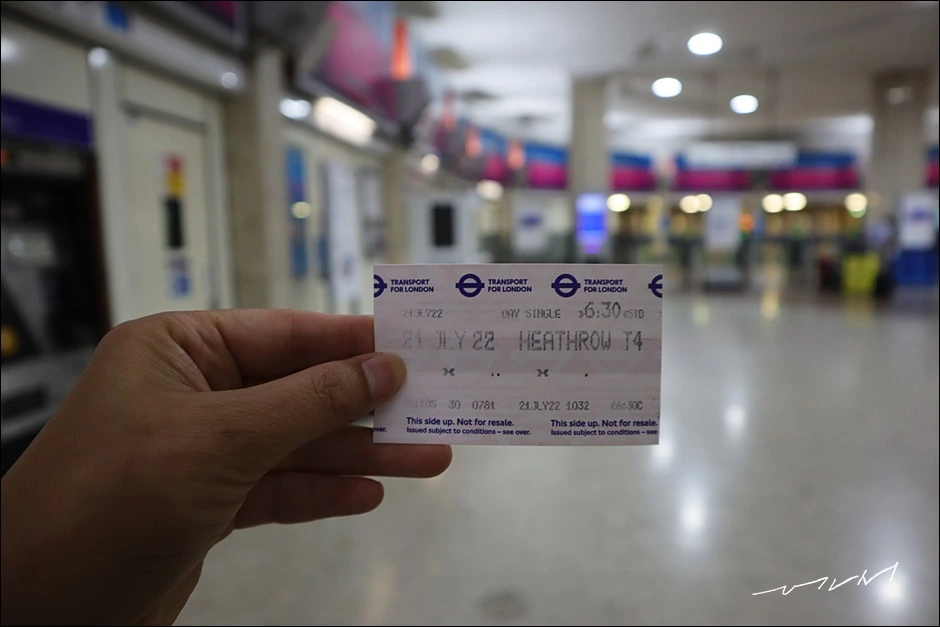 TRANSPORT FOR LONDON TRANSPORT FOR LONDON TRANSPORT FOR LONDON
21JLY22 DAY SINGLE £6:30 STD
21 JLY 22 HEATHROW T4
30 0781 21JLY22 1032 £6:30C
This side up. Not for resale. This side up. Not for resale.
ver. Issued subject to conditions – see over. Issued subject to conditions – see